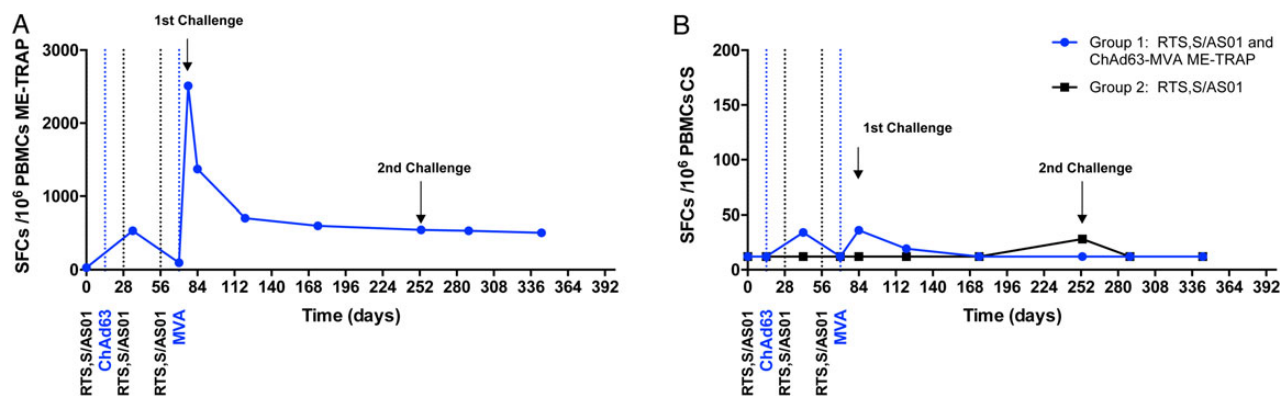 A
1st Challenge
3000
2000
1000
0
SFCs /10⁶ PBMCs ME-TRAP
2nd Challenge
0 28 56 84 112 140 168 196 224 252 280 308 336 364 392
Time (days)
RTS,S/AS01
ChAd63
RTS,S/AS01
RTS,S/AS01
MVA
B
Group 1: RTS,S/AS01 and
ChAd63-MVA ME-TRAP
Group 2: RTS,S/AS01
200
150
100
50
0
SFCs /10⁶ PBMCsCS
1st Challenge
2nd Challenge
0 28 56 84 112 140 168 196 224 252 280 308 336 364 392
Time (days)
RTS,S/AS01
ChAd63
RTS,S/AS01
RTS,S/AS01
MVA